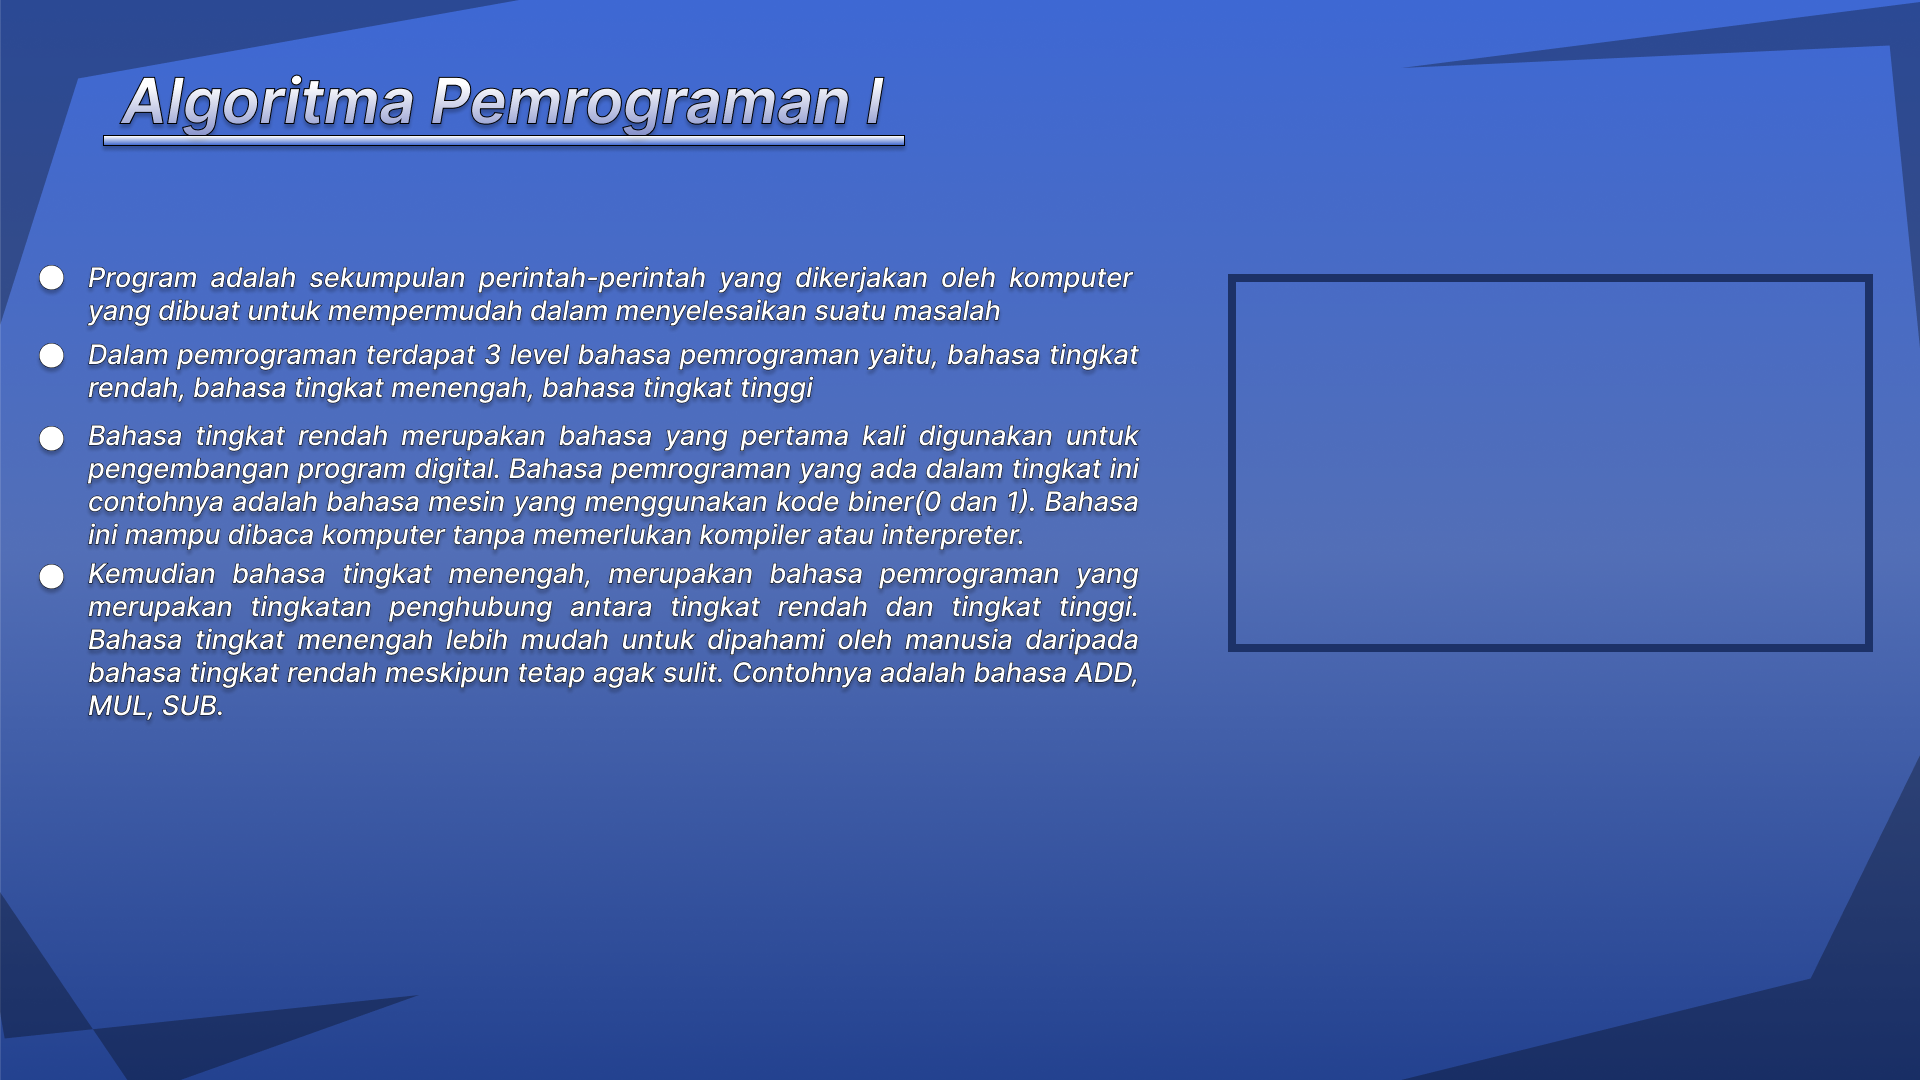 Algoritma Pemrograman I
Program adalah sekumpulan perintah-perintah yang dikerjakan oleh komputer
yang dibuat untuk mempermudah dalam menyelesaikan suatu masalah
Dalam pemrograman terdapat 3 level bahasa pemrograman yaitu, bahasa tingkat
rendah, bahasa tingkat menengah, bahasa tingkat tinggi
Bahasa tingkat rendah merupakan bahasa yang pertama kali digunakan untuk
pengembangan program digital. Bahasa pemrograman yang ada dalam tingkat ini
contohnya adalah bahasa mesin yang menggunakan kode biner(0 dan 1). Bahasa
ini mampu dibaca komputer tanpa memerlukan kompiler atau interpreter.
Kemudian bahasa tingkat menengah, merupakan bahasa pemrograman yang
merupakan tingkatan penghubung antara tingkat rendah dan tingkat tinggi.
Bahasa tingkat menengah lebih mudah untuk dipahami oleh manusia daripada
bahasa tingkat rendah meskipun tetap agak sulit. Contohnya adalah bahasa ADD,
MUL, SUB.